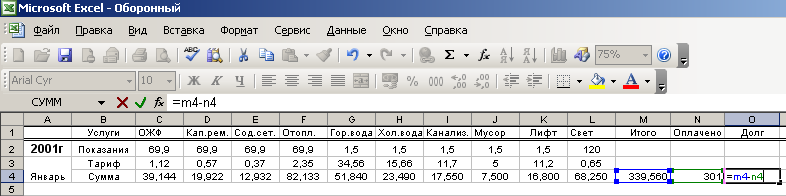 Microsoft Excel - Оборонный
Файл Правка Вид Вставка Формат Сервис Данные Окно Справка
75%
Arial Cyr 10 Ж К Ч % 000
СУММ =m4-n4
A B C D E F G H I J K L M N O
1 Услуги ОЖФ Кап.рем. Сод.сет. Отопл. Гор.вода Хол.вода Канализ. Мусор Лифт Свет Итого Оплачено Долг
2 2001г Показания 69,9 69,9 69,9 69,9 1,5 1,5 1,5 1,5 1,5 120
3 Тариф 1,12 0,57 0,37 2,35 34,56 15,66 11,7 5 11,2 0,65
4 Январь Сумма 39,144 19,922 12,932 82,133 51,840 23,490 17,550 7,500 16,800 68,250 339,560 301 =m4-n4
5